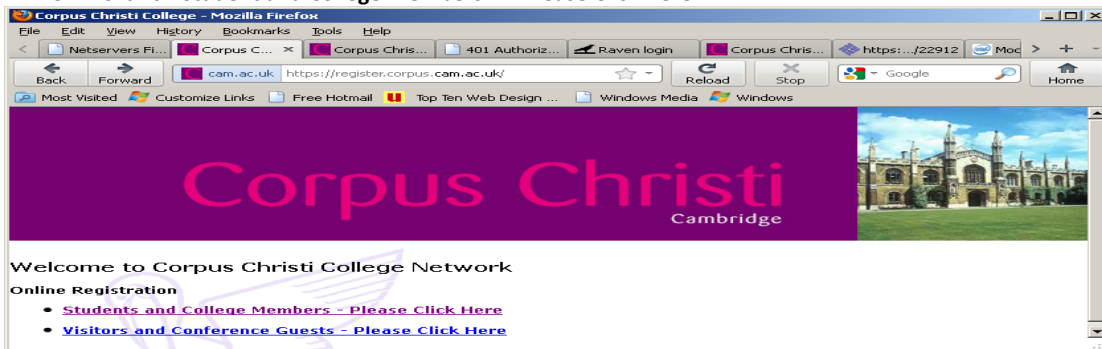 Corpus Christi College - Mozilla Firefox
File Edit View History Bookmarks Tools Help
Netservers Fi... Corpus C... Corpus Chris... 401 Authoriz... Raven login Corpus Chris... https:.../22912 Moc
Back Forward cam.ac.uk https://register.corpus.cam.ac.uk/ Reload Stop Google Home
Most Visited Customize Links Free Hotmail Top Ten Web Design ... Windows Media Windows
Corpus Christi
Cambridge
Welcome to Corpus Christi College Network
Online Registration
Students and College Members - Please Click Here
Visitors and Conference Guests - Please Click Here